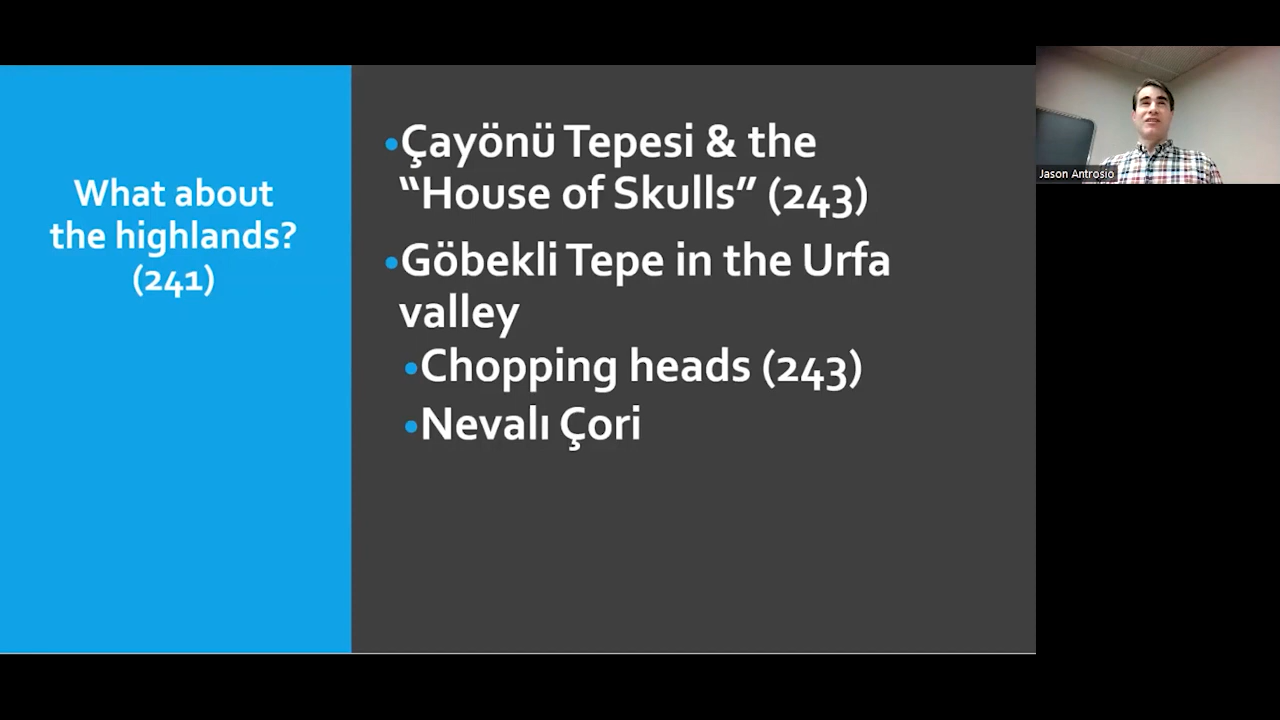 What about
the highlands?
(241)
•Çayönü Tepesi & the
“House of Skulls” (243)
•Göbekli Tepe in the Urfa
valley
•Chopping heads (243)
•Nevalı Çori
Jason Antrosio